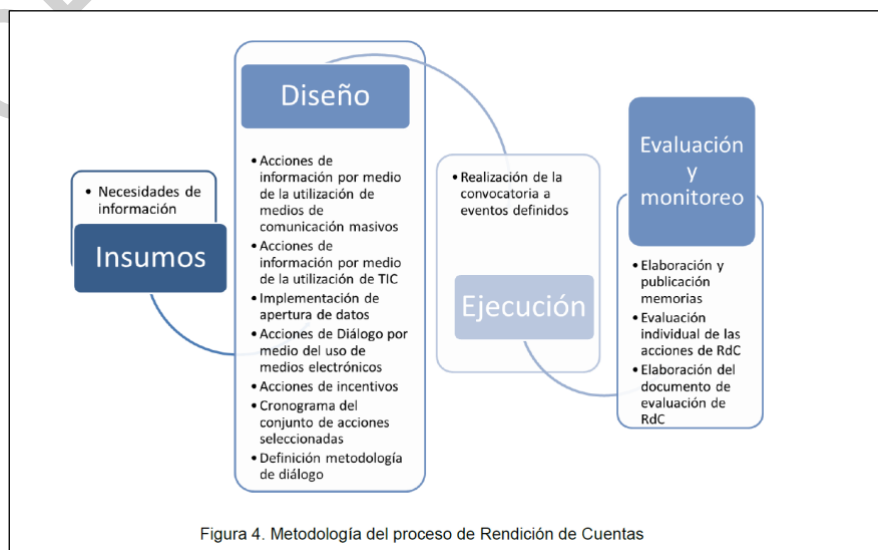 • Necesidades de
información
Insumos
Diseño
• Acciones de
información por medio
de la utilización de
medios de
comunicación masivos
• Acciones de
información por medio
de la utilización de TIC
• Implementación de
apertura de datos
• Acciones de Diálogo por
medio del uso de
medios electrónicos
• Acciones de incentivos
• Cronograma del
conjunto de acciones
seleccionadas
• Definición metodología
de diálogo
• Realización de la
convocatoria a
eventos definidos
Ejecución
Evaluación
y
monitoreo
• Elaboración y
publicación
memorias
• Evaluación
individual de las
acciones de RdC
• Elaboración del
documento de
evaluación de
RdC
Figura 4. Metodología del proceso de Rendición de Cuentas